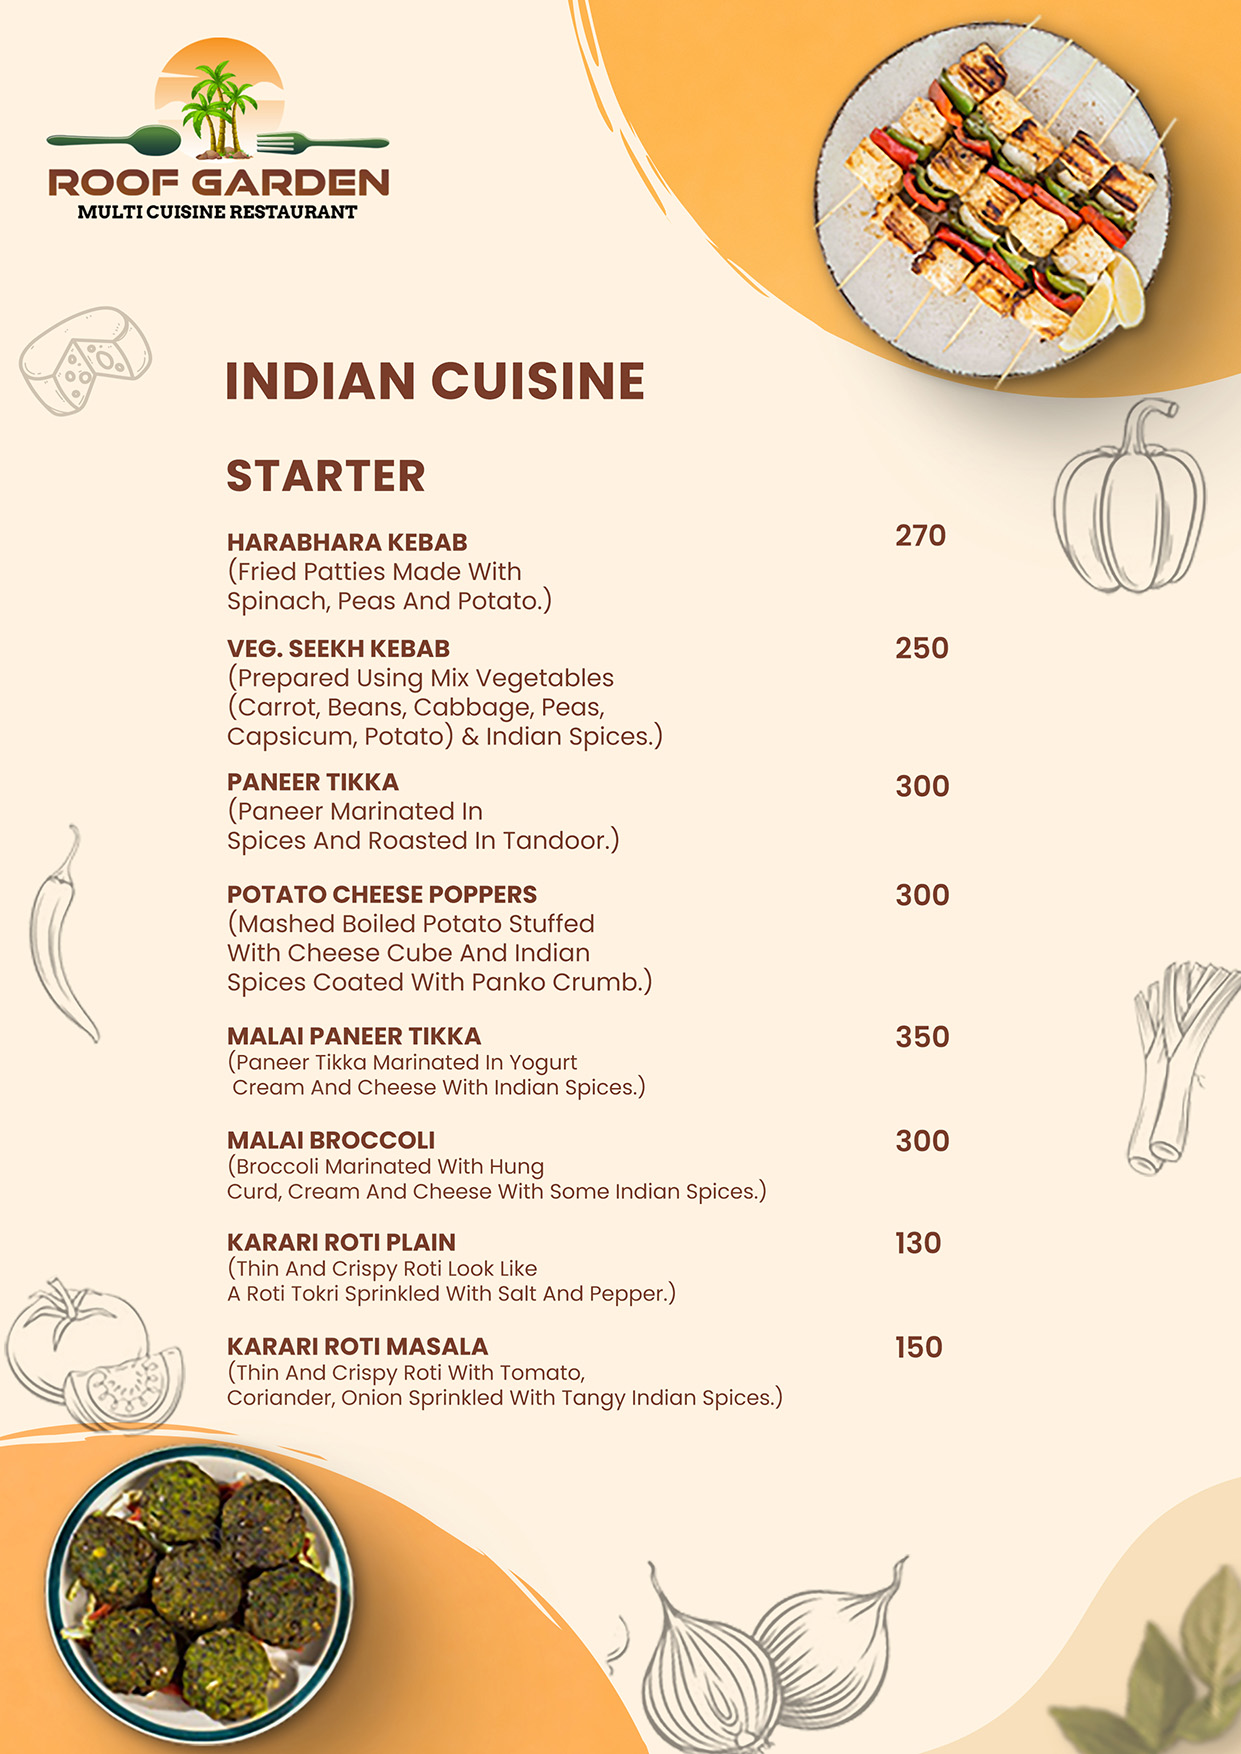 ROOF GARDEN
MULTI CUISINE RESTAURANT
INDIAN CUISINE
STARTER
HARABHARA KEBAB 270
(Fried Patties Made With
Spinach, Peas And Potato.)
VEG. SEEKH KEBAB 250
(Prepared Using Mix Vegetables
(Carrot, Beans, Cabbage, Peas,
Capsicum, Potato) & Indian Spices.)
PANEER TIKKA 300
(Paneer Marinated In
Spices And Roasted In Tandoor.)
POTATO CHEESE POPPERS 300
(Mashed Boiled Potato Stuffed
With Cheese Cube And Indian
Spices Coated With Panko Crumb.)
MALAI PANEER TIKKA 350
(Paneer Tikka Marinated In Yogurt
Cream And Cheese With Indian Spices.)
MALAI BROCCOLI 300
(Broccoli Marinated With Hung
Curd, Cream And Cheese With Some Indian Spices.)
KARARI ROTI PLAIN 130
(Thin And Crispy Roti Look Like
A Roti Tokri Sprinkled With Salt And Pepper.)
KARARI ROTI MASALA 150
(Thin And Crispy Roti With Tomato,
Coriander, Onion Sprinkled With Tangy Indian Spices.)